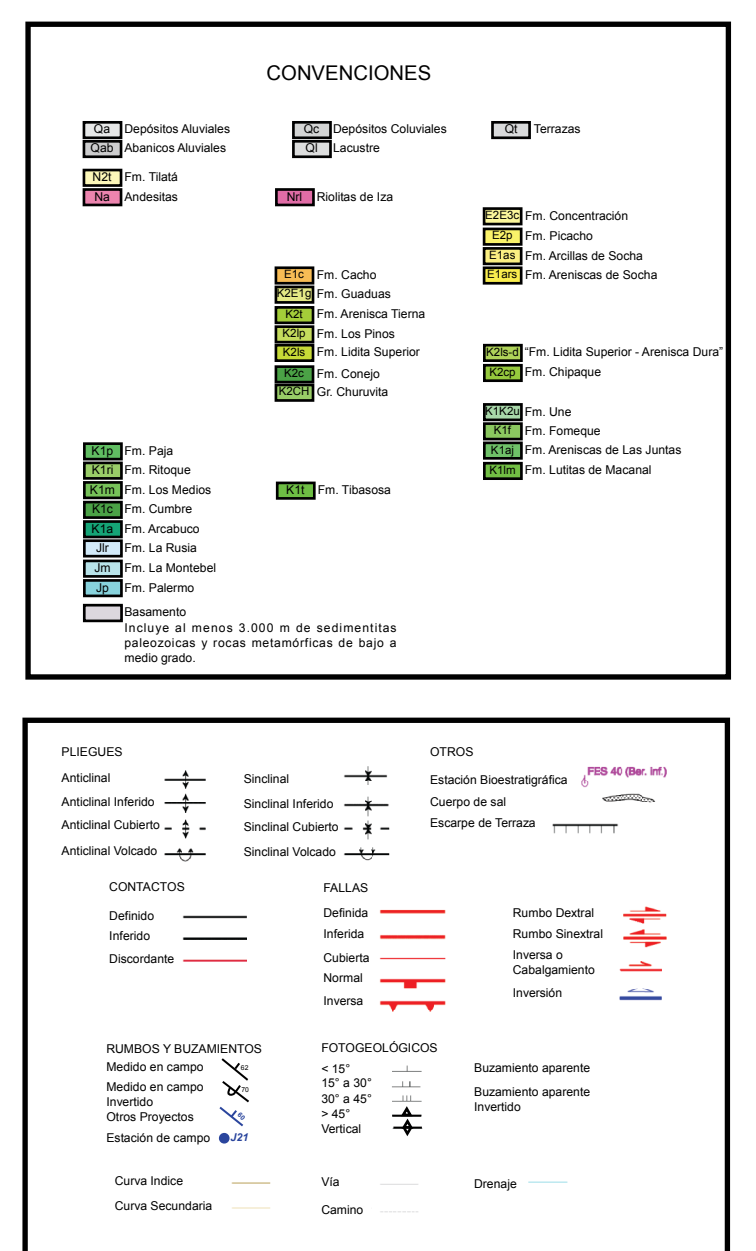 CONVENCIONES
Qa Depósitos Aluviales Qc Depósitos Coluviales Qt Terrazas
Qab Abanicos Aluviales Ql Lacustre
N2t Fm. Tilatá
Na Andesitas NrI Riolitas de Iza
E2E3c Fm. Concentración
E2p Fm. Picacho
E1as Fm. Arcillas de Socha
E1c Fm. Cacho E1ars Fm. Areniscas de Socha
K2E1g Fm. Guaduas
K2t Fm. Arenisca Tierna
K2lp Fm. Los Pinos
K2ls Fm. Lidita Superior K2ls-d “Fm. Lidita Superior - Arenisca Dura”
K2c Fm. Conejo K2cp Fm. Chipaque
K2CH Gr. Churuvita
K1K2u Fm. Une
K1f Fm. Fomeque
K1p Fm. Paja K1aj Fm. Areniscas de Las Juntas
K1ri Fm. Ritoque K1lm Fm. Lutitas de Macanal
K1m Fm. Los Medios K1t Fm. Tibasosa
K1c Fm. Cumbre
K1a Fm. Arcabuco
Jlr Fm. La Rusia
Jm Fm. La Montebel
Jp Fm. Palermo
Basamento
Incluye al menos 3.000 m de sedimentitas
paleozoicas y rocas metamórficas de bajo a
medio grado.
PLIEGUES OTROS
Anticlinal Sinclinal Estación Bioestratigráfica FES 40 (Ber. Inf.)
Anticlinal Inferido Sinclinal Inferido Cuerpo de sal
Anticlinal Cubierto Sinclinal Cubierto Escarpe de Terraza
Anticlinal Volcado Sinclinal Volcado
CONTACTOS FALLAS
Definido Definida Rumbo Dextral
Inferido Inferida Rumbo Sinextral
Discordante Cubierta Inversa o
Cabalgamiento
Normal Inversión
Inversa
RUMBOS Y BUZAMIENTOS FOTOGEOLÓGICOS
Medido en campo 62 < 15° Buzamiento aparente
Medido en campo 70 15° a 30°
Invertido 30° a 45° Buzamiento aparente
Otros Proyectos 60 > 45° Invertido
Estación de campo J21 Vertical
Curva Indice Vía Drenaje
Curva Secundaria Camino